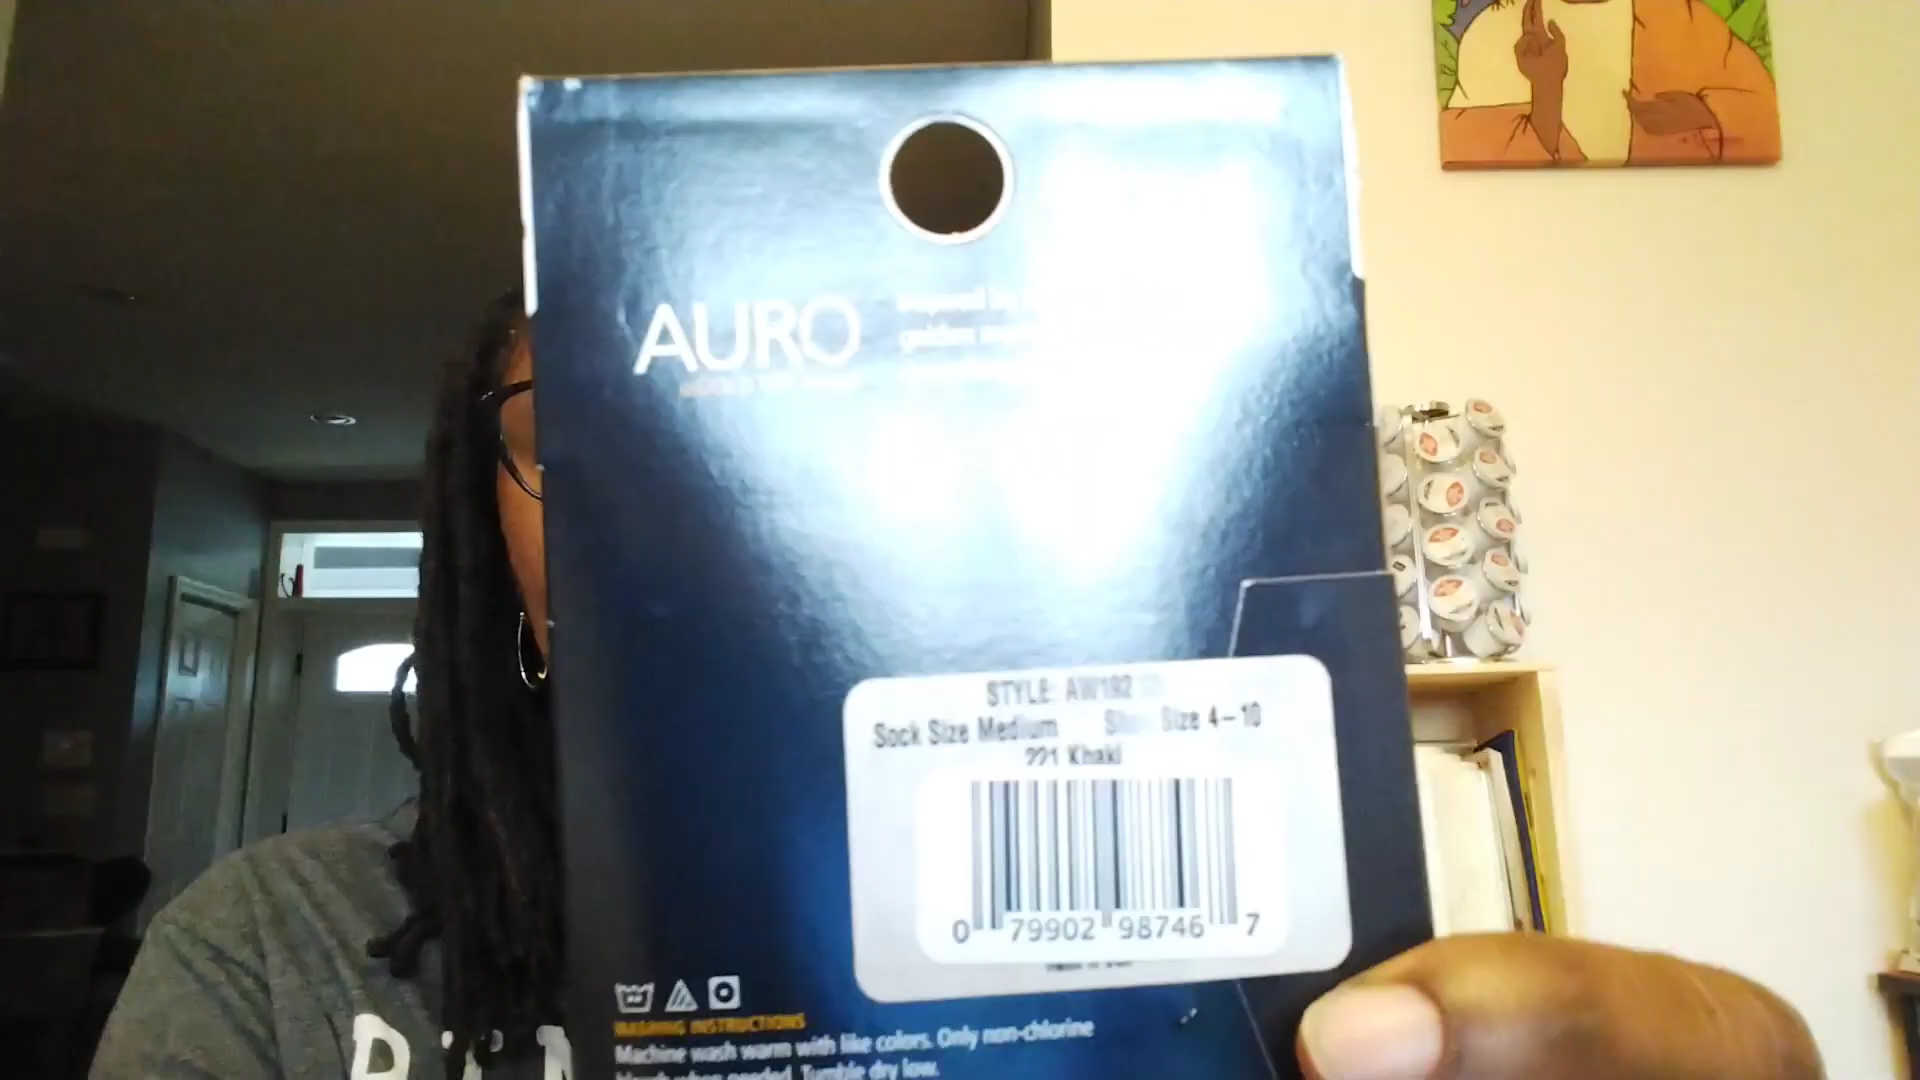 AURO
STYLE: AW192
Sock Size Medium Shoe Size 4-10
221 Khaki
0 79902 98746 7
WASHING INSTRUCTIONS
Machine wash warm with like colors. Only non-chlorine
bleach when needed. Tumble dry low.